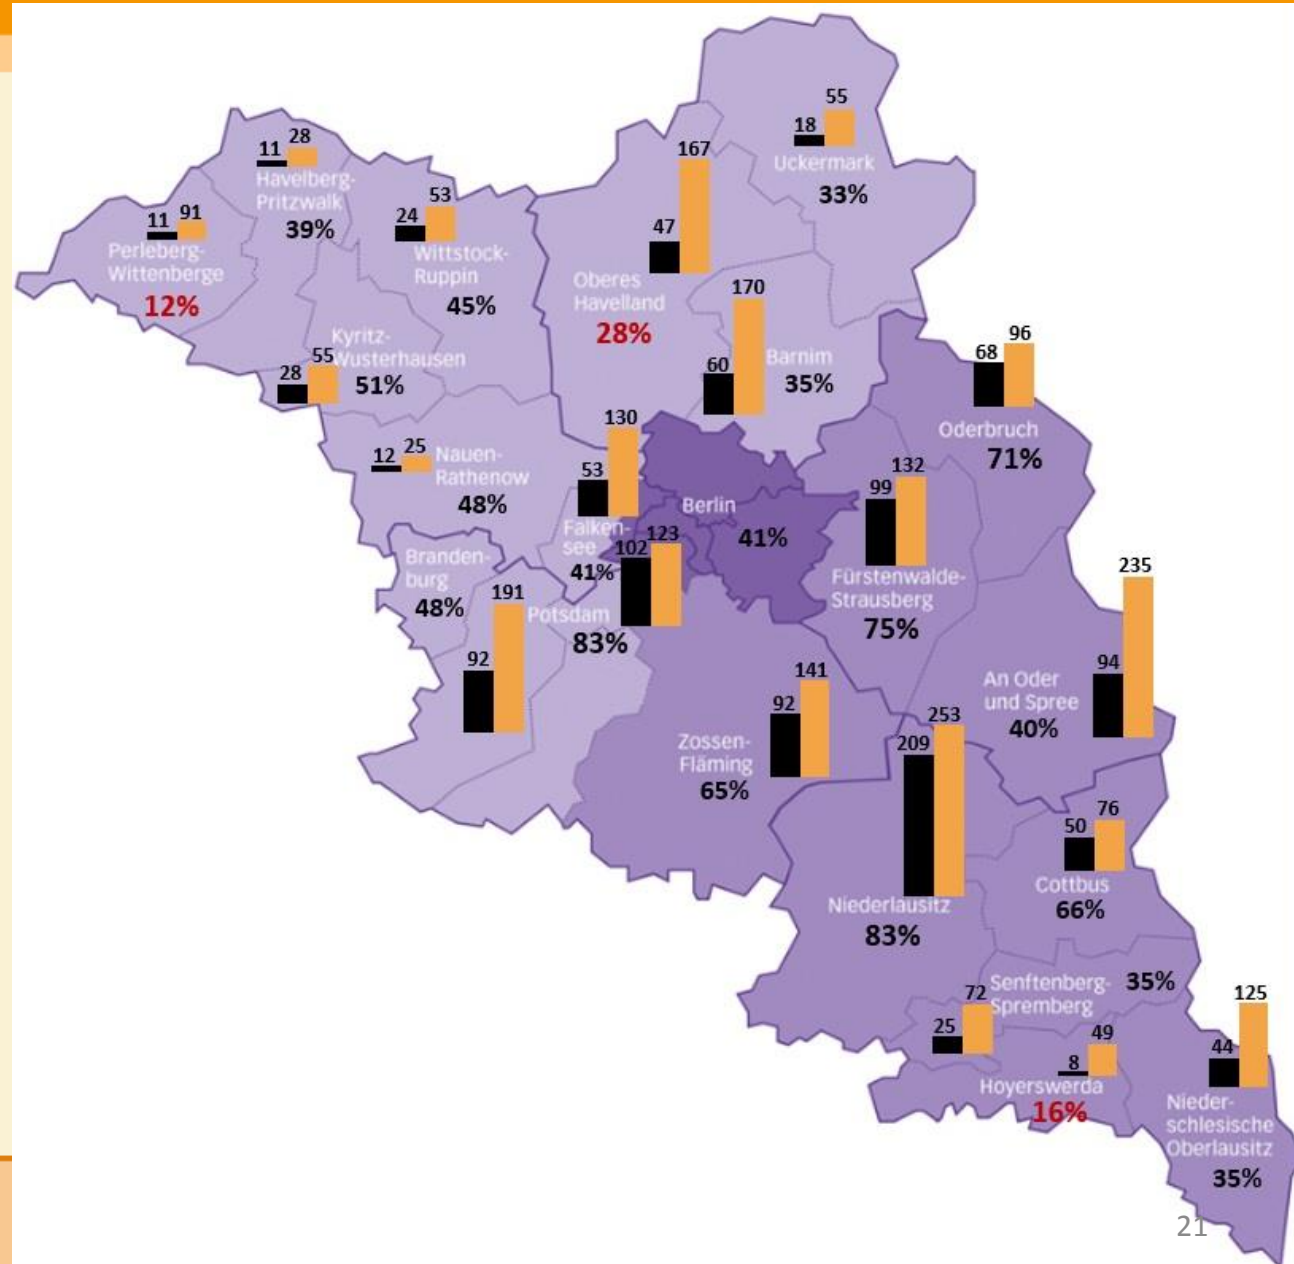 18 55
Uckermark
33%
11 28
Havelberg-
Pritzwalk
39%
11 91
Perleberg-
Wittenberge
12%
24 53
Wittstock-
Ruppin
45%
47 167
Oberes
Havelland
28%
60 170
Barnim
35%
28 55
Kyritz-
Wusterhausen
51%
68 96
Oderbruch
71%
12 25
Nauen-
Rathenow
48%
53 130
Falken-
see
41%
Berlin
41%
99 132
Fürstenwalde-
Strausberg
75%
Branden-
burg
48%
92 191
102 123
Potsdam
83%
94 235
An Oder
und Spree
40%
92 141
Zossen-
Fläming
65%
209 253
Niederlausitz
83%
50 76
Cottbus
66%
25 72
Senftenberg-
Spremberg
35%
8 49
Hoyerswerda
16%
44 125
Nieder-
schlesische
Oberlausitz
35%
21